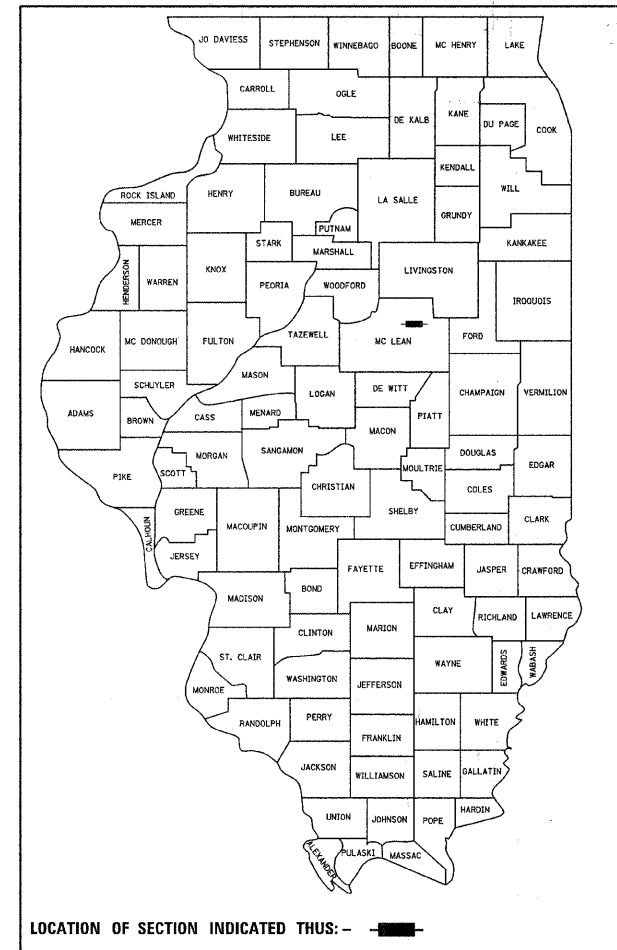 JO DAVIESS STEPHENSON WINNEBAGO BOONE MC HENRY LAKE
CARROLL OGLE
DE KALB KANE DU PAGE COOK
WHITESIDE LEE
KENDALL WILL
ROCK ISLAND HENRY BUREAU LA SALLE
MERCER PUTNAM GRUNDY
STARK MARSHALL KANKAKEE
HENDERSON WARREN KNOX PEORIA WOODFORD LIVINGSTON
IROQUOIS
TAZEWELL MC LEAN FORD
HANCOCK MC DONOUGH FULTON
MASON
SCHUYLER LOGAN DE WITT CHAMPAIGN VERMILION
ADAMS BROWN CASS MENARD PIATT
MACON
MORGAN SANGAMON DOUGLAS EDGAR
PIKE SCOTT MOULTRIE
CHRISTIAN COLES
GREENE SHELBY
CALHOUN MACOUPIN MONTGOMERY CUMBERLAND CLARK
JERSEY
FAYETTE EFFINGHAM JASPER CRAWFORD
MADISON BOND
CLAY RICHLAND LAWRENCE
CLINTON MARION
ST. CLAIR WAYNE EDWARDS WABASH
WASHINGTON JEFFERSON
MONROE
RANDOLPH PERRY HAMILTON WHITE
FRANKLIN
JACKSON WILLIAMSON SALINE GALLATIN
UNION JOHNSON POPE HARDIN
ALEXANDER PULASKI MASSAC
LOCATION OF SECTION INDICATED THUS: -